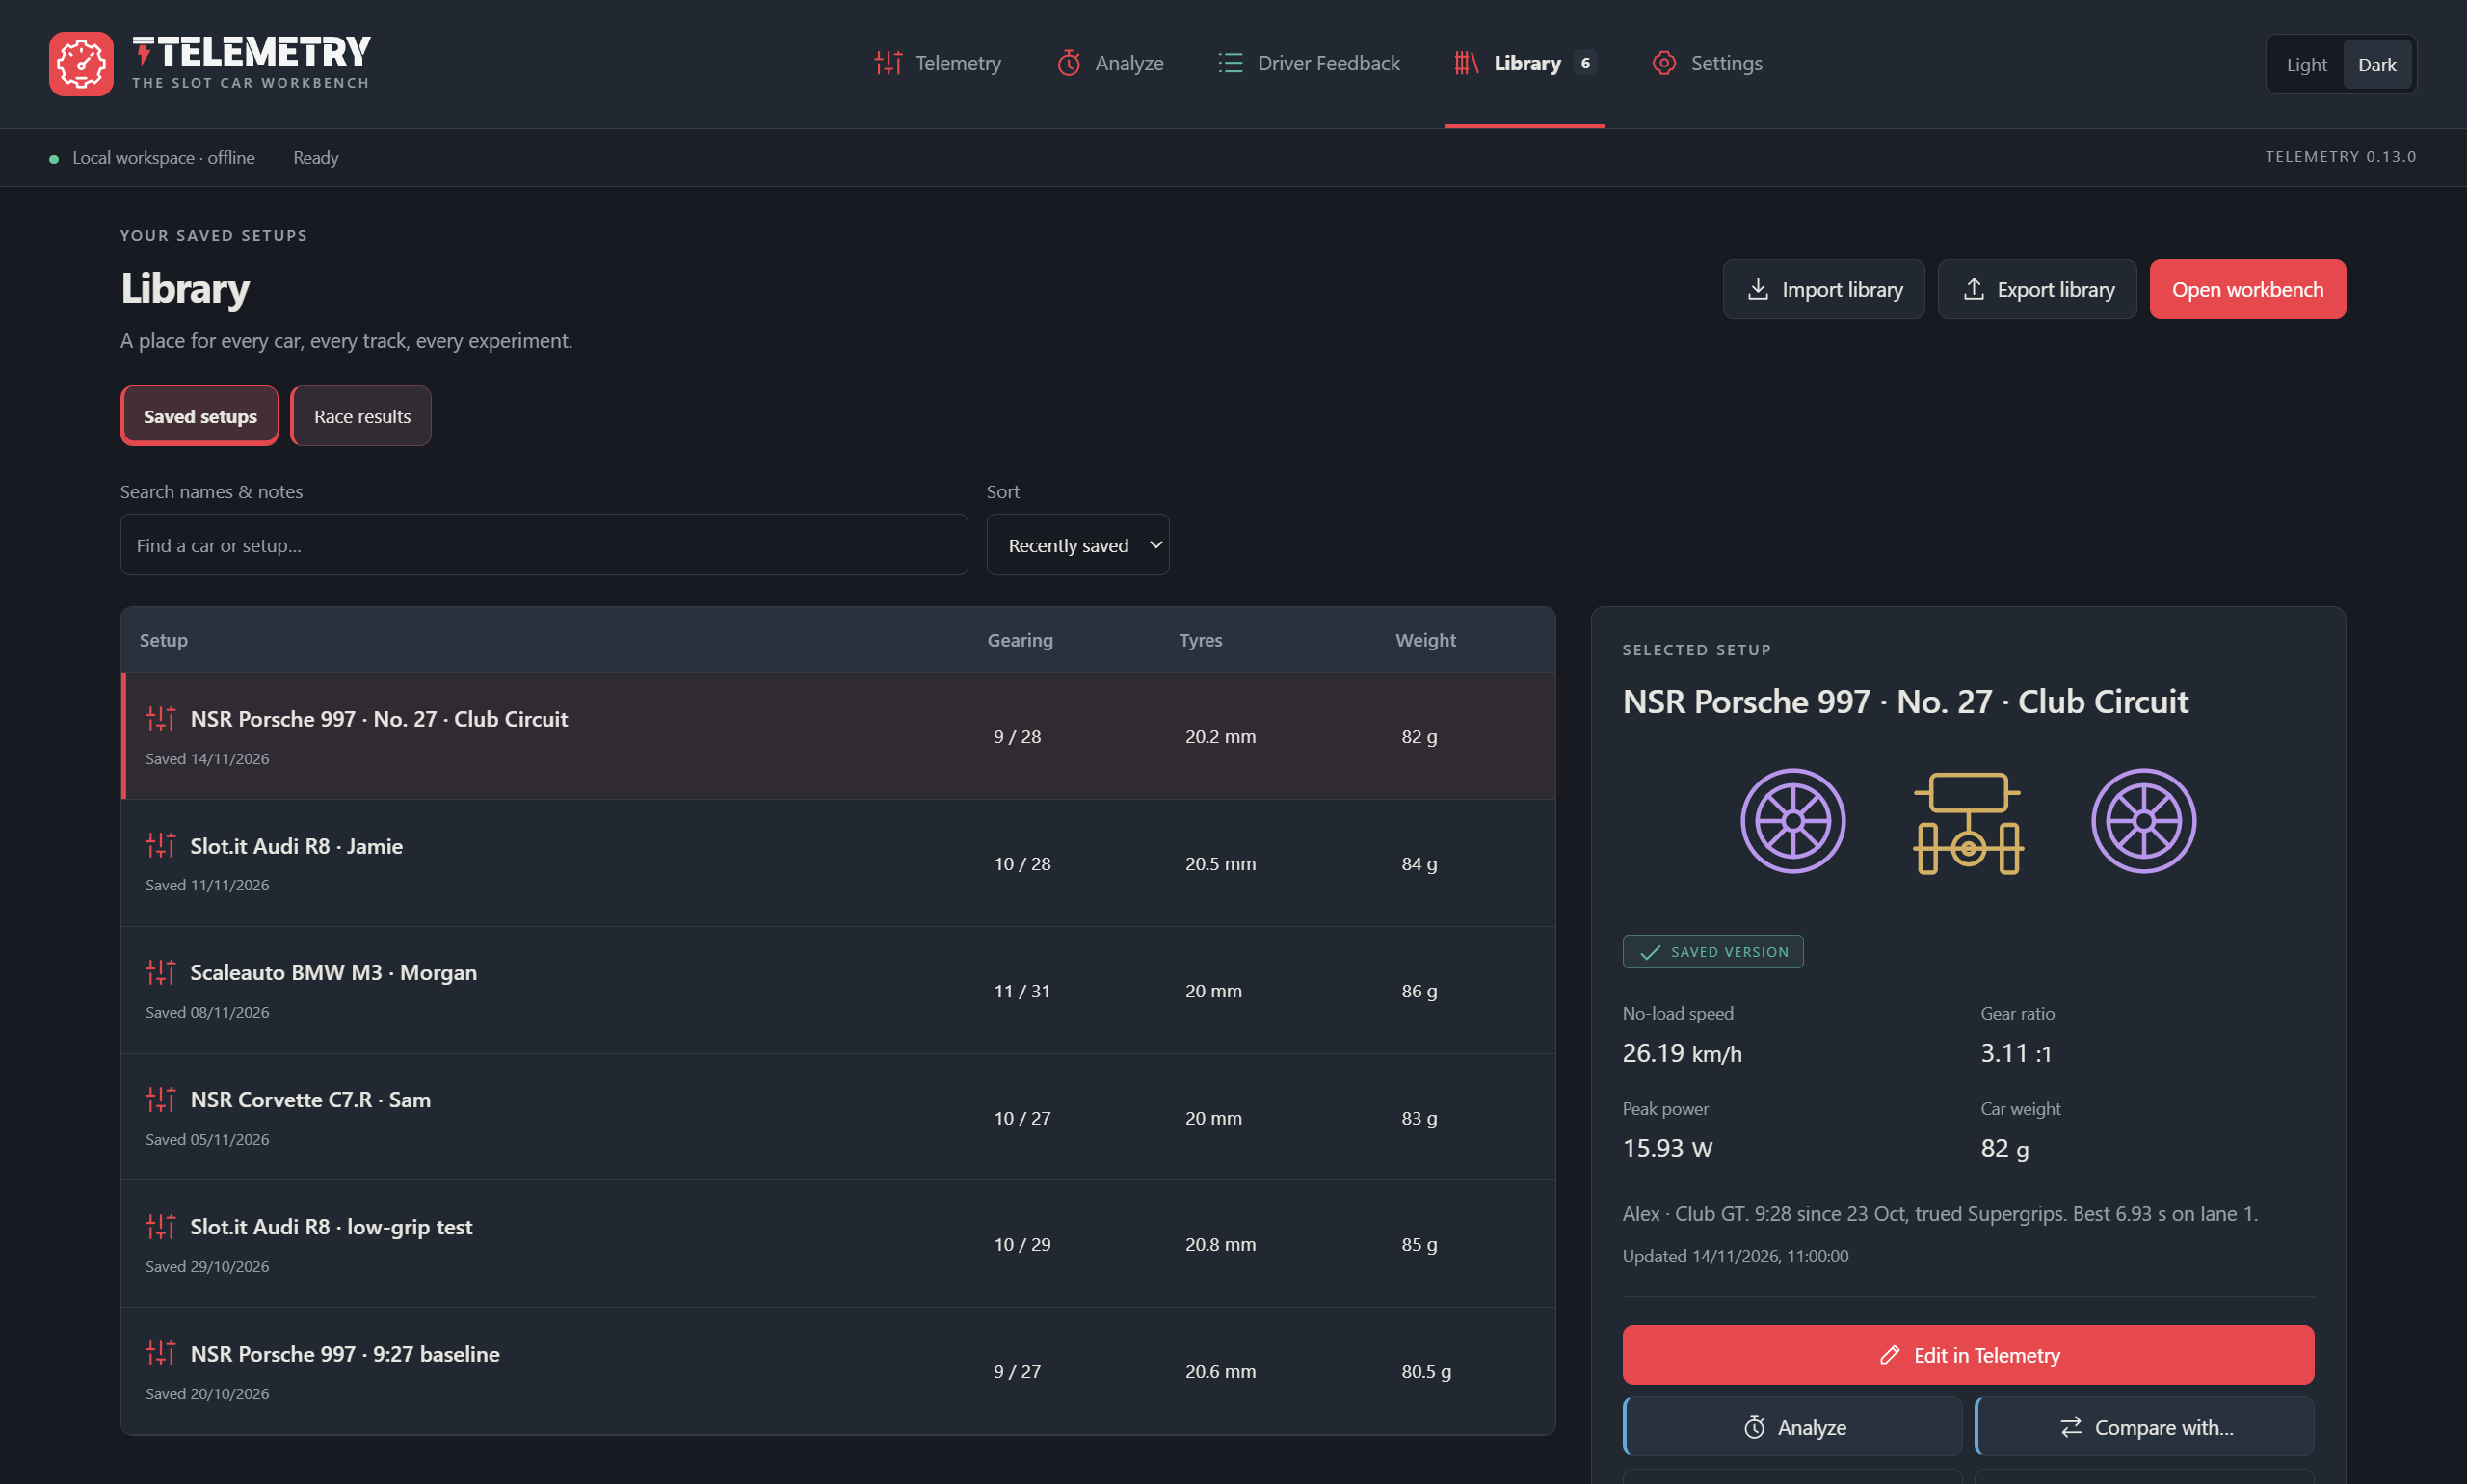 TELEMETRY
THE SLOT CAR WORKBENCH
Telemetry
Analyze
Driver Feedback
Library 6
Settings
Light
Dark
Local workspace · offline
Ready
TELEMETRY 0.13.0
YOUR SAVED SETUPS
Library
A place for every car, every track, every experiment.
Import library
Export library
Open workbench
Saved setups
Race results
Search names & notes
Sort
Find a car or setup...
Recently saved
Setup Gearing Tyres Weight
NSR Porsche 997 · No. 27 · Club Circuit
Saved 14/11/2026
9 / 28 20.2 mm 82 g
Slot.it Audi R8 · Jamie
Saved 11/11/2026
10 / 28 20.5 mm 84 g
Scaleauto BMW M3 · Morgan
Saved 08/11/2026
11 / 31 20 mm 86 g
NSR Corvette C7.R · Sam
Saved 05/11/2026
10 / 27 20 mm 83 g
Slot.it Audi R8 · low-grip test
Saved 29/10/2026
10 / 29 20.8 mm 85 g
NSR Porsche 997 · 9:27 baseline
Saved 20/10/2026
9 / 27 20.6 mm 80.5 g
SELECTED SETUP
NSR Porsche 997 · No. 27 · Club Circuit
SAVED VERSION
No-load speed
26.19 km/h
Gear ratio
3.11 :1
Peak power
15.93 W
Car weight
82 g
Alex · Club GT. 9:28 since 23 Oct, trued Supergrips. Best 6.93 s on lane 1.
Updated 14/11/2026, 11:00:00
Edit in Telemetry
Analyze
Compare with...